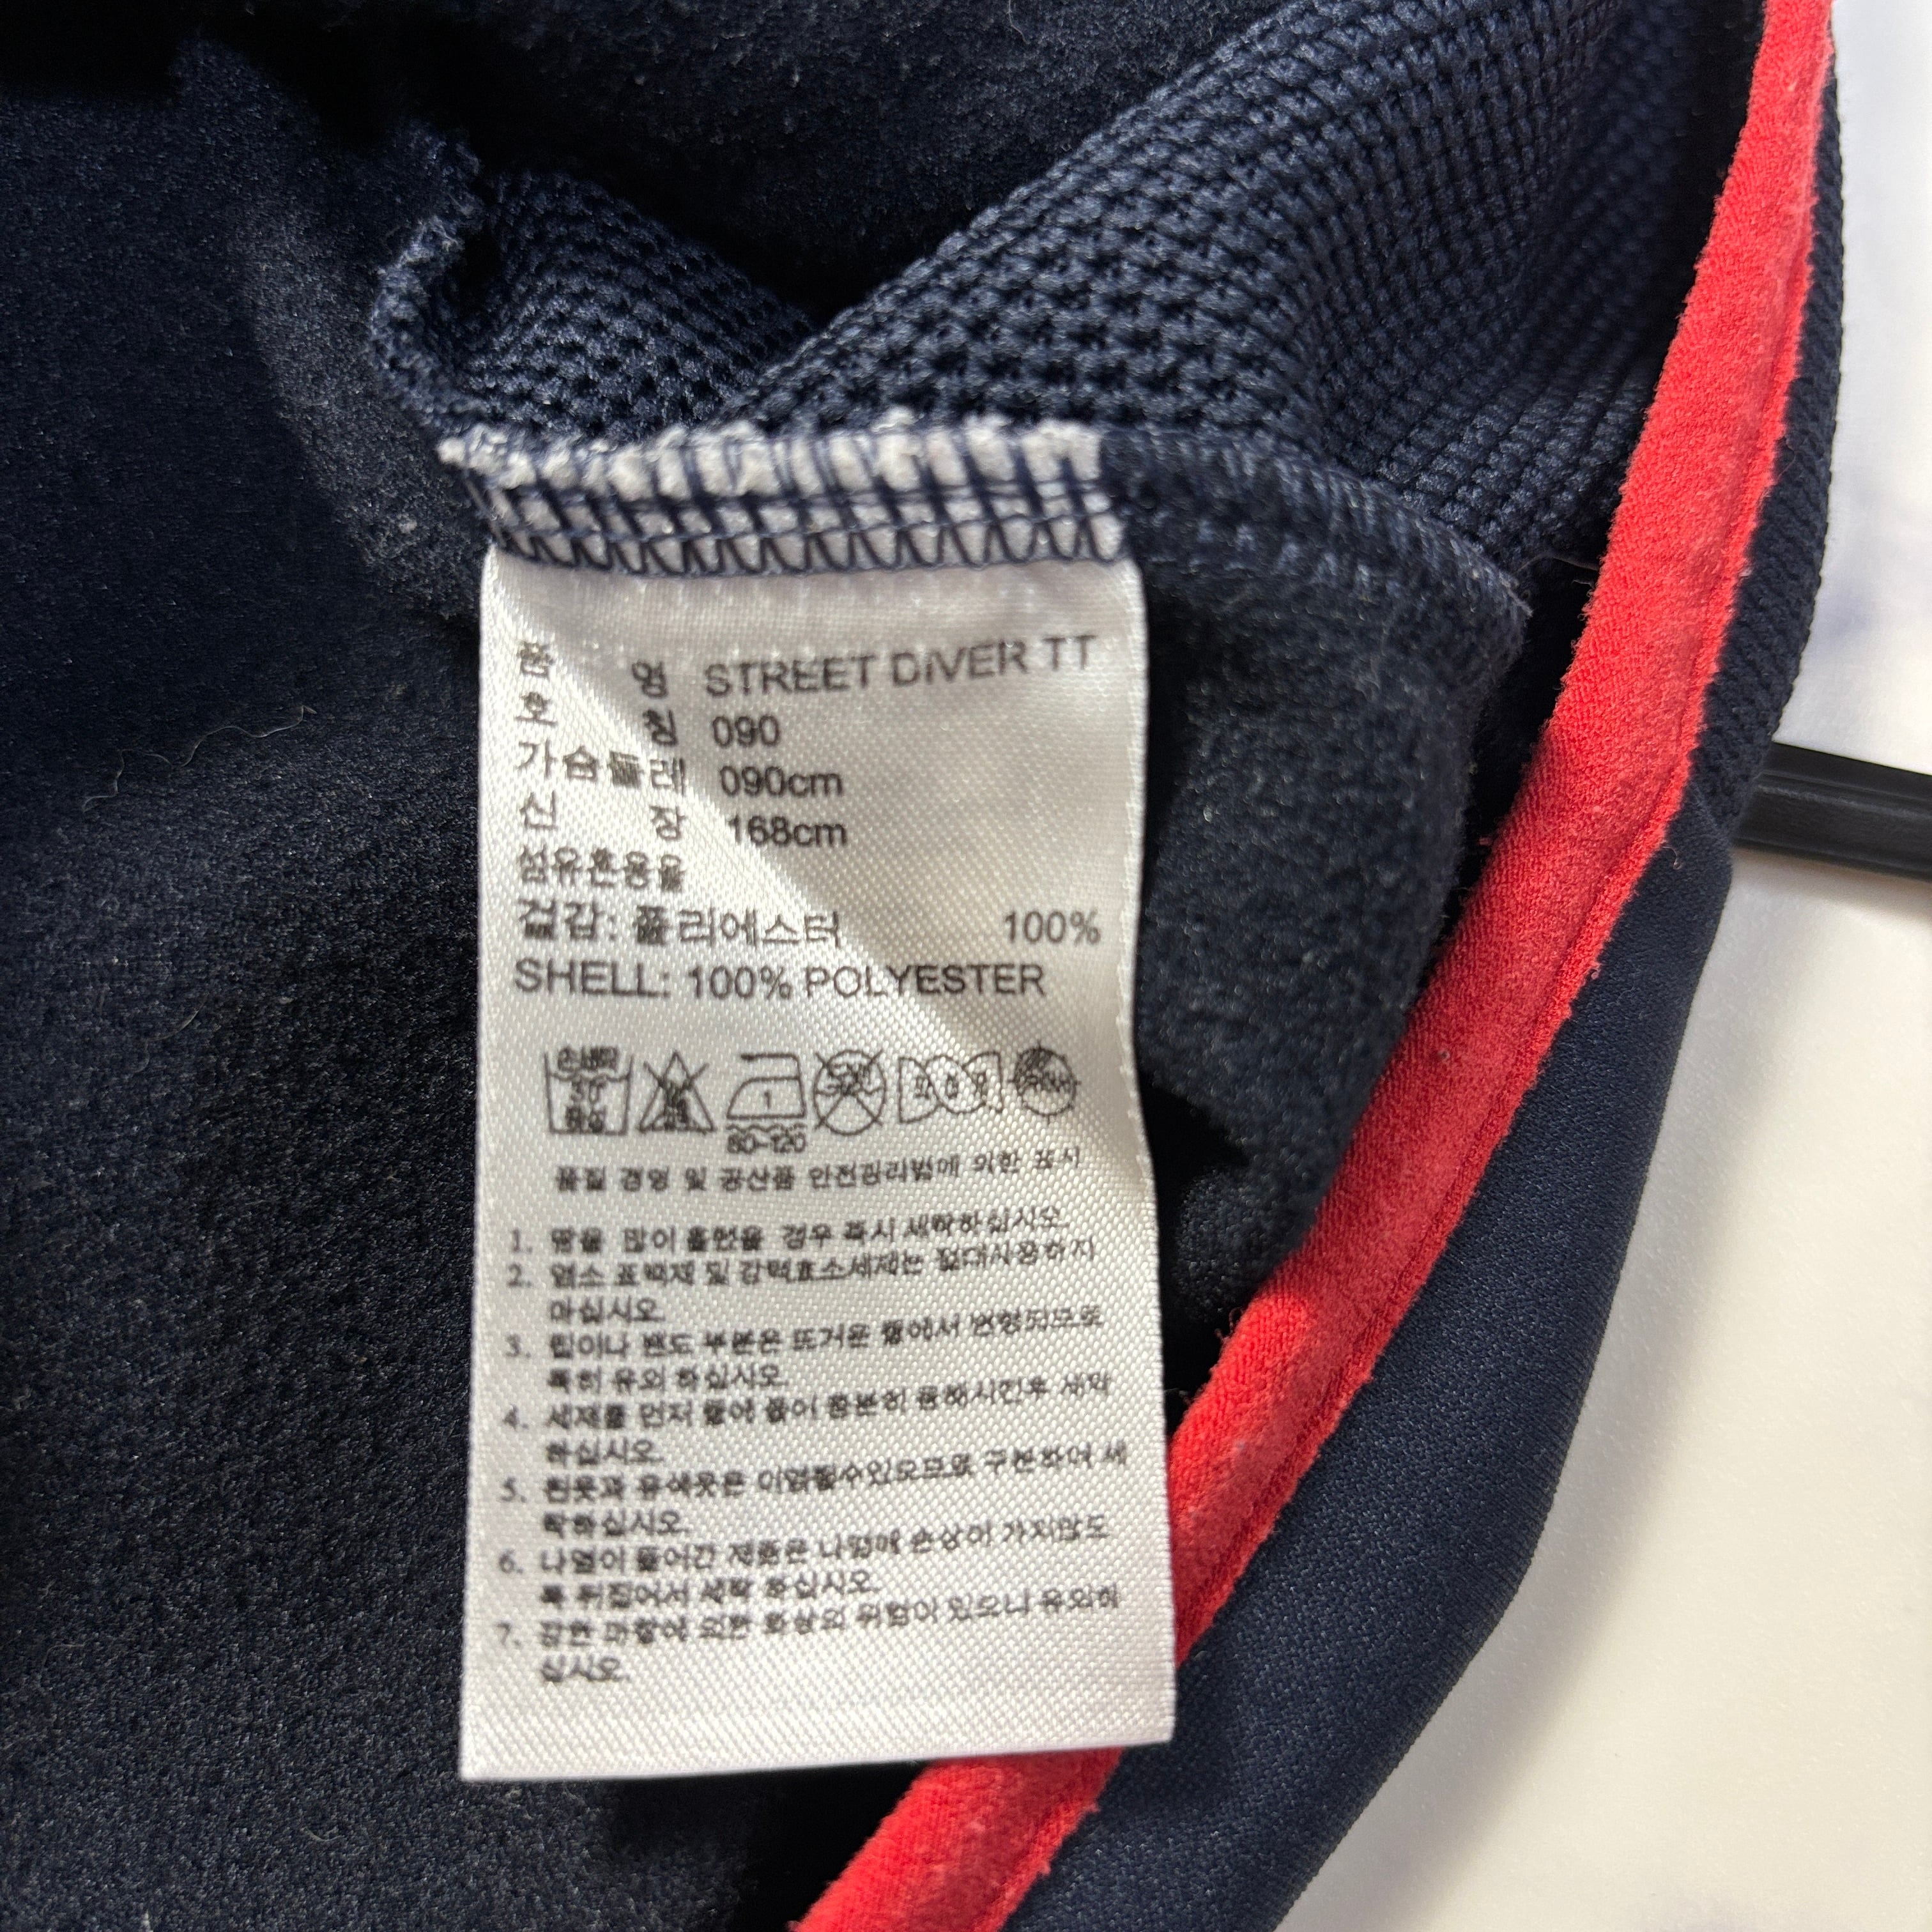 품 명 STREET DIVER TT
호 칭 090
가슴둘레 090cm
신 장 168cm
섬유혼용율
겉감: 폴리에스터 100%
SHELL: 100% POLYESTER
손세탁
1
80~120
품질 경영 및 공산품 안전관리법에 의한 표시
1. 땀을 많이 흘렸을 경우 즉시 세탁하십시오.
2. 염소 표백제 및 강력효소세제는 절대사용하지
마십시오.
3. 립이나 밴드 부분은 뜨거운 물에서 변형되므로
특히 유의 하십시오.
4. 세제를 먼저 물에 풀어 충분히 용해시킨후 세탁
하십시오.
5. 흰옷과 유색옷은 이염될수있으므로 구분하여 세
탁하십시오.
6. 나염이 들어간 제품은 나염에 손상이 가지않도
록 뒤집어서 세탁 하십시오.
7. 강한 마찰에 의한 화상의 위험이 있으니 유의하
십시오.